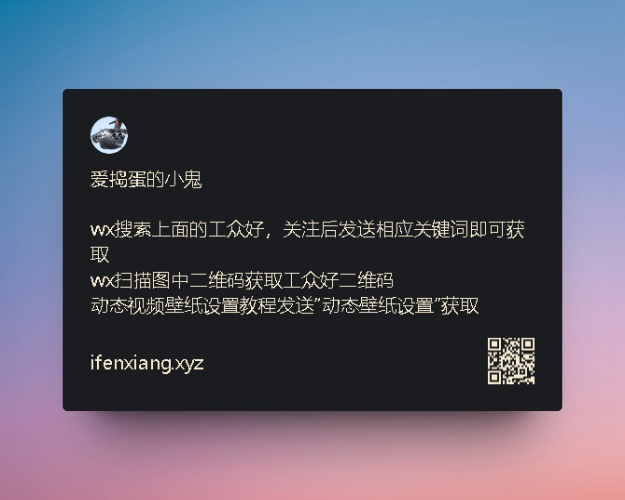 爱捣蛋的小鬼
wx搜索上面的工众好，关注后发送相应关键词即可获
取
wx扫描图中二维码获取工众好二维码
动态视频壁纸设置教程发送"动态壁纸设置"获取
ifenxiang.xyz